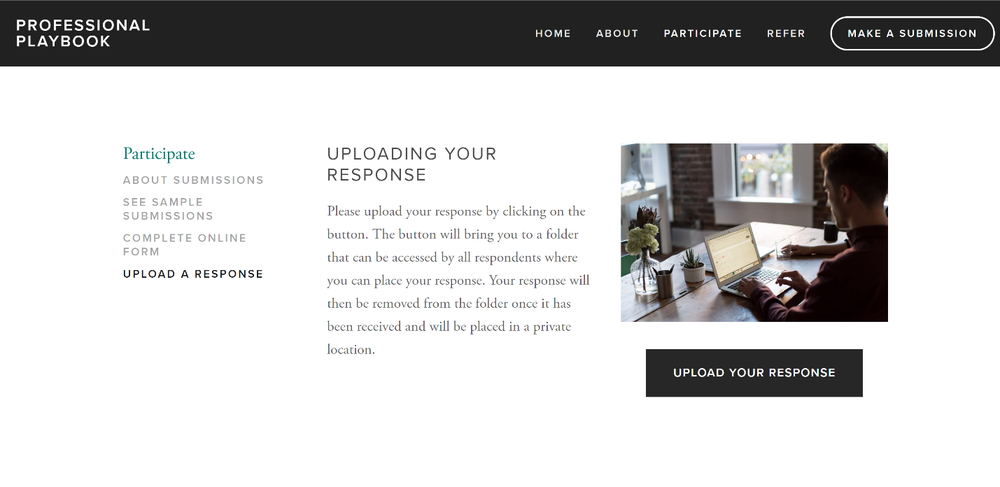 PROFESSIONAL
PLAYBOOK
HOME ABOUT PARTICIPATE REFER MAKE A SUBMISSION
Participate
ABOUT SUBMISSIONS
SEE SAMPLE
SUBMISSIONS
COMPLETE ONLINE
FORM
UPLOAD A RESPONSE
UPLOADING YOUR
RESPONSE
Please upload your response by clicking on the
button. The button will bring you to a folder
that can be accessed by all respondents where
you can place your response. Your response will
then be removed from the folder once it has
been received and will be placed in a private
location.
UPLOAD YOUR RESPONSE